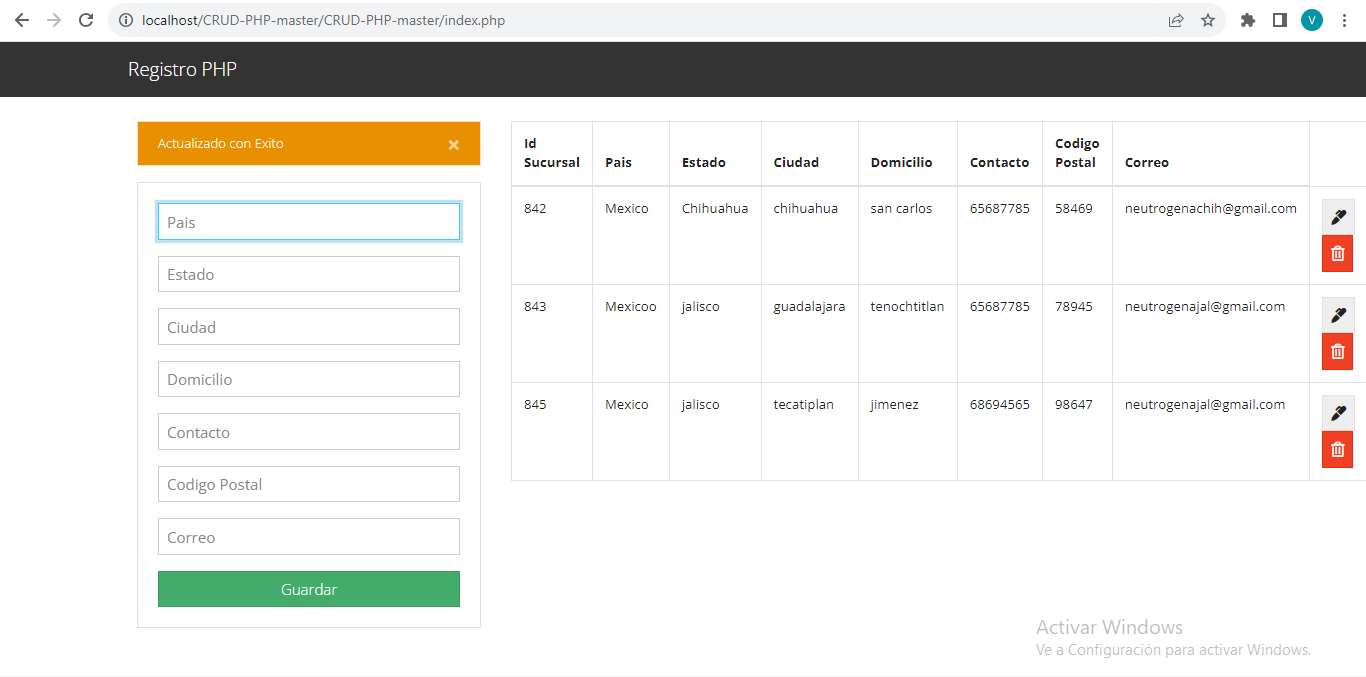 localhost/CRUD-PHP-master/CRUD-PHP-master/index.php
V
Registro PHP
Actualizado con Exito ×
Pais
Estado
Ciudad
Domicilio
Contacto
Codigo Postal
Correo
Guardar
Id Sucursal Pais Estado Ciudad Domicilio Contacto Codigo Postal Correo
842 Mexico Chihuahua chihuahua san carlos 65687785 58469 neutrogenachih@gmail.com
843 Mexicoo jalisco guadalajara tenochtitlan 65687785 78945 neutrogenajal@gmail.com
845 Mexico jalisco tecatiplan jimenez 68694565 98647 neutrogenajal@gmail.com
Activar Windows
Ve a Configuración para activar Windows.